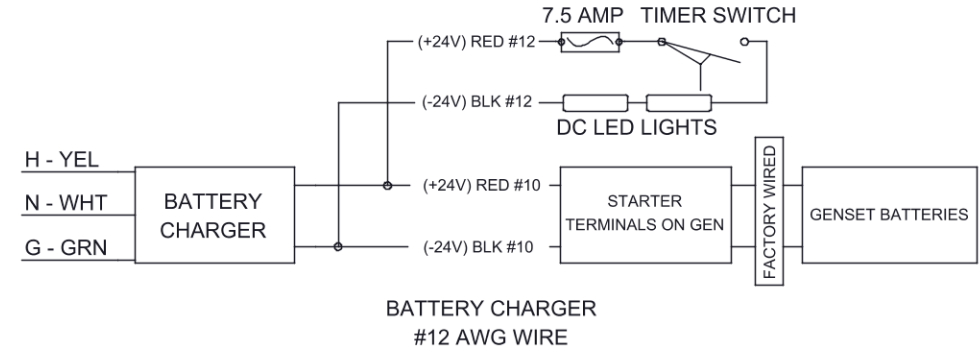 7.5 AMP TIMER SWITCH
(+24V) RED #12
(-24V) BLK #12
DC LED LIGHTS
H - YEL
N - WHT
G - GRN
BATTERY
CHARGER
(+24V) RED #10
(-24V) BLK #10
STARTER
TERMINALS ON GEN
FACTORY WIRED
GENSET BATTERIES
BATTERY CHARGER
#12 AWG WIRE